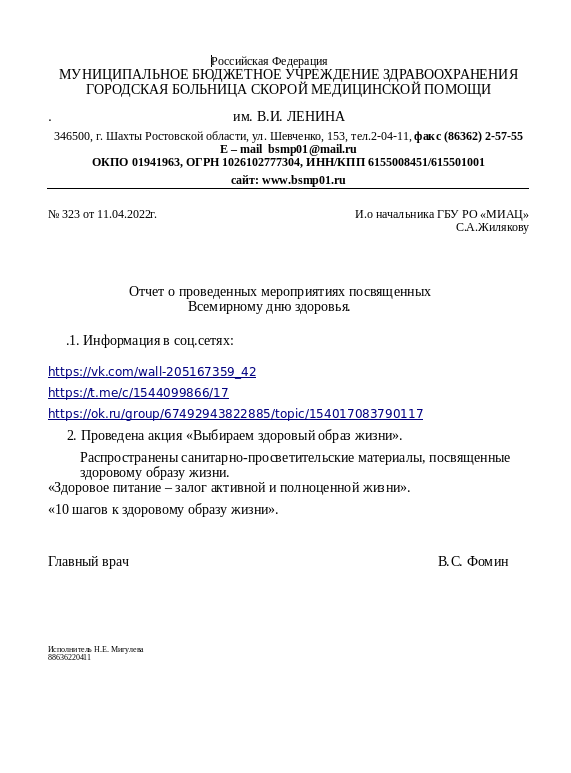 Российская Федерация
МУНИЦИПАЛЬНОЕ БЮДЖЕТНОЕ УЧРЕЖДЕНИЕ ЗДРАВООХРАНЕНИЯ
ГОРОДСКАЯ БОЛЬНИЦА СКОРОЙ МЕДИЦИНСКОЙ ПОМОЩИ
. им. В.И. ЛЕНИНА
346500, г. Шахты Ростовской области, ул. Шевченко, 153, тел.2-04-11, факс (86362) 2-57-55
E – mail bsmp01@mail.ru
ОКПО 01941963, ОГРН 1026102777304, ИНН/КПП 6155008451/615501001
сайт: www.bsmp01.ru
№ 323 от 11.04.2022г. И.о начальника ГБУ РО «МИАЦ»
С.А.Жилякову
Отчет о проведенных мероприятиях посвященных
Всемирному дню здоровья.
.1. Информация в соц.сетях:
https://vk.com/wall-205167359_42
https://t.me/c/1544099866/17
https://ok.ru/group/67492943822885/topic/154017083790117
2. Проведена акция «Выбираем здоровый образ жизни».
Распространены санитарно-просветительские материалы, посвященные
здоровому образу жизни.
«Здоровое питание – залог активной и полноценной жизни».
«10 шагов к здоровому образу жизни».
Главный врач В.С. Фомин
Исполнитель Н.Е. Мигулева
88636220411